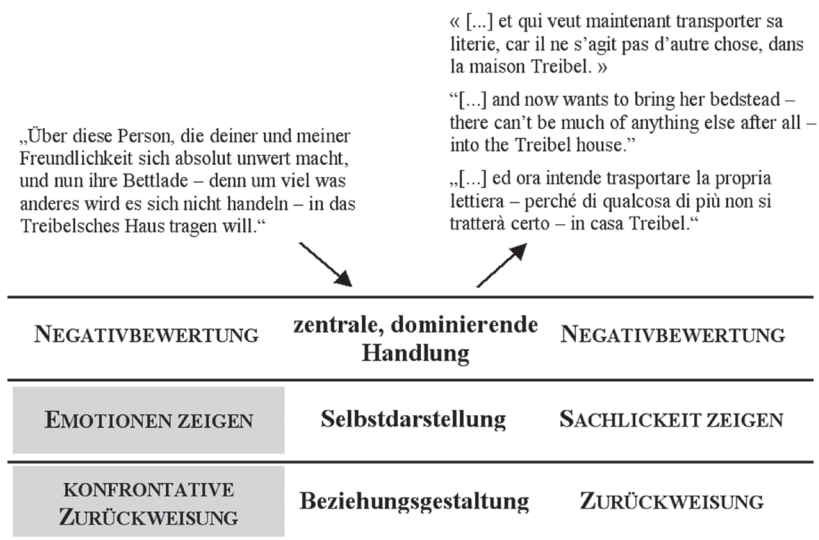 « [...] et qui veut maintenant transporter sa
literie, car il ne s’agit pas d’autre chose, dans
la maison Treibel. »
“[...] and now wants to bring her bedstead –
there can’t be much of anything else after all –
into the Treibel house.”
„[...] ed ora intende trasportare la propria
lettiera – perché di qualcosa di più non si
tratterà certo – in casa Treibel.“
„Über diese Person, die deiner und meiner
Freundlichkeit sich absolut unwert macht,
und nun ihre Bettlade – denn um viel was
anderes wird es sich nicht handeln – in das
Treibelsches Haus tragen will.“
NEGATIVBEWERTUNG
zentrale, dominierende
Handlung
NEGATIVBEWERTUNG
EMOTIONEN ZEIGEN
Selbstdarstellung
SACHLICKEIT ZEIGEN
KONFRONTATIVE
ZURÜCKWEISUNG
Beziehungsgestaltung
ZURÜCKWEISUNG